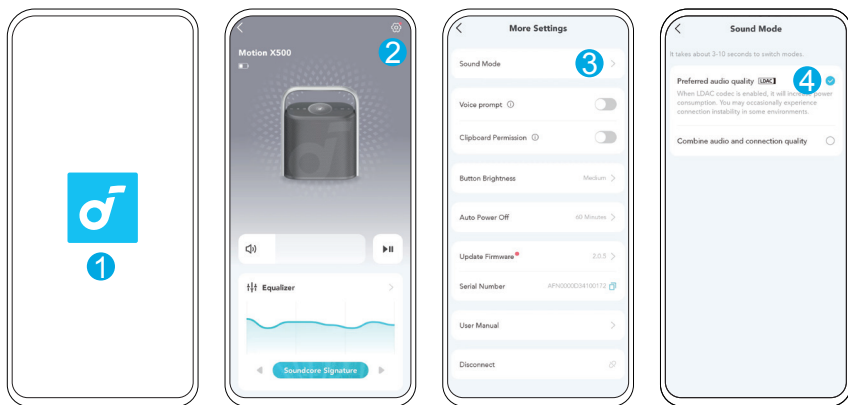 1
2
Motion X500
Equalizer
Soundcore Signature
More Settings
Sound Mode
3
Voice prompt
Clipboard Permission
Button Brightness
Medium
Auto Power Off
60 Minutes
Update Firmware
2.0.5
Serial Number
AFN0000D04100172
User Manual
Disconnect
Sound Mode
It takes about 3-10 seconds to switch modes.
Preferred audio quality LDAC
4
When LDAC codec is enabled, it will increase power
consumption. You may occasionally experience
connection instability in some environments.
Combine audio and connection quality